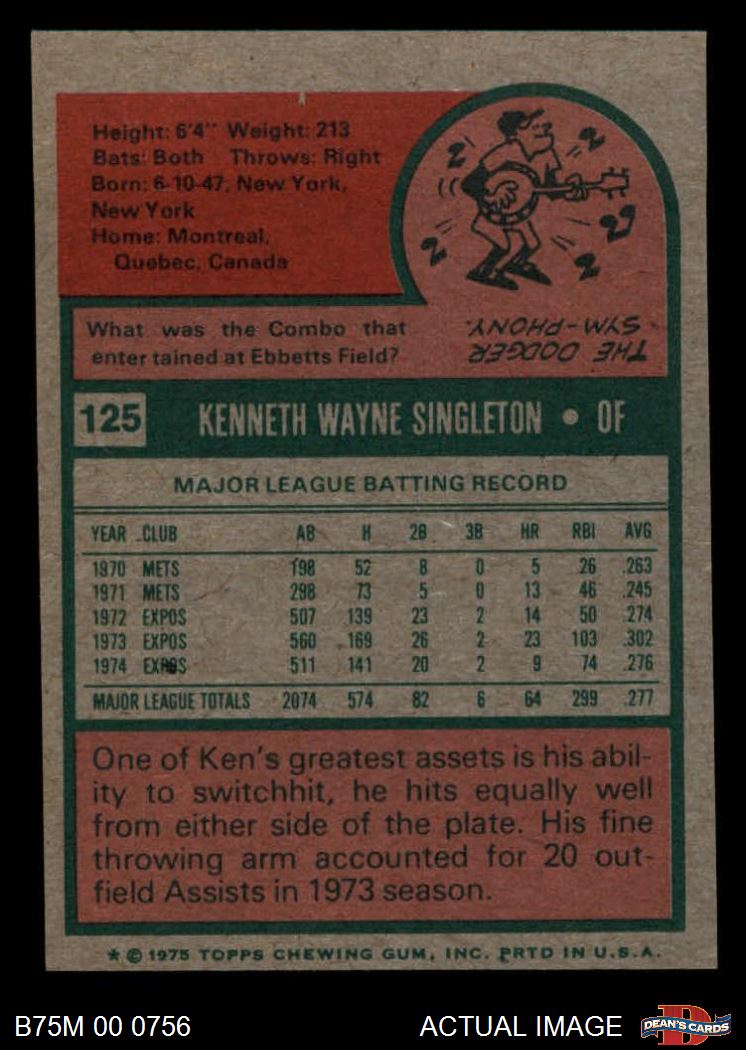 Height: 6'4" Weight: 213
Bats: Both Throws: Right
Born: 6-10-47, New York,
New York
Home: Montreal,
Quebec, Canada
2 2 2 2 2 2?
What was the Combo that
enter tained at Ebbetts Field?
THE DODGER
SYM-PHONY.
125 KENNETH WAYNE SINGLETON • OF
MAJOR LEAGUE BATTING RECORD
YEAR CLUB AB H 2B 3B HR RBI AVG
1970 METS 198 52 8 0 5 26 .263
1971 METS 298 73 5 0 13 46 .245
1972 EXPOS 507 139 23 2 14 50 .274
1973 EXPOS 560 169 26 2 23 103 .302
1974 EXPOS 511 141 20 2 9 74 .276
MAJOR LEAGUE TOTALS 2074 574 82 6 64 299 .277
One of Ken's greatest assets is his abil-
ity to switchhit, he hits equally well
from either side of the plate. His fine
throwing arm accounted for 20 out-
field Assists in 1973 season.
* © 1975 TOPPS CHEWING GUM, INC. PRTD IN U.S.A.
B75M 00 0756 ACTUAL IMAGE DEAN'S CARDS